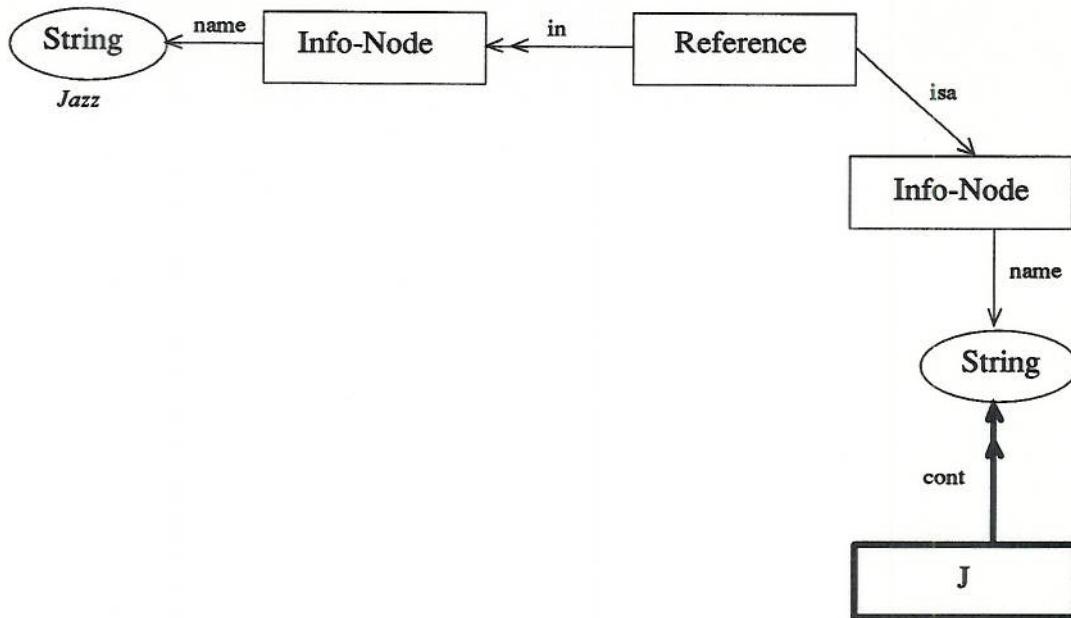 String
name
Info-Node
in
Reference
Jazz
isa
Info-Node
name
String
cont
J